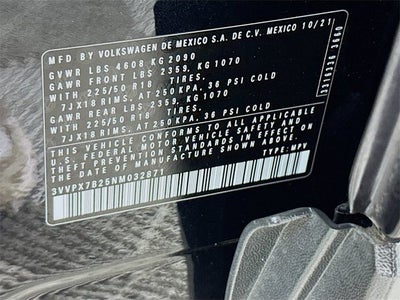 MFD BY VOLKSWAGEN DE MEXICO S.A. DE C.V. MEXICO 10/21
GVWR LBS 4608 KG 2090
GAWR FRONT LBS 2359, KG 1070
WITH 225/50 R18 TIRES,
7JX18 RIMS, AT 250 KPA, 36 PSI COLD
GAWR REAR LBS 2359, KG 1070
WITH 225/50 R18 TIRES,
7JX18 RIMS, AT 250 KPA, 36 PSI COLD
THIS VEHICLE CONFORMS TO ALL APPLICABLE
U.S. FEDERAL MOTOR VEHICLE SAFETY AND
THEFT PREVENTION STANDARDS IN EFFECT ON
THE DATE OF MANUFACTURE SHOWN ABOVE.
3VVPX7B25NM032871 TYPE: MPV